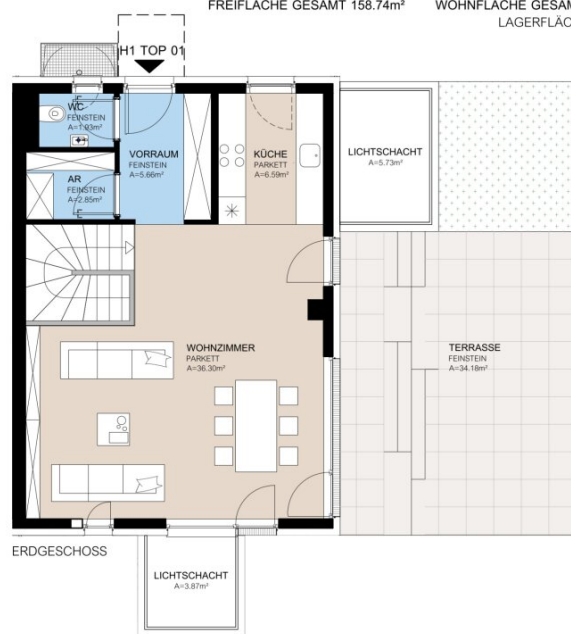 FREIFLÄCHE GESAMT 158.74m²
WOHNFLÄCHE GESAM
LAGERFLÄC
H1 TOP 01
WC
FEINSTEIN
A=1.93m²
VORRAUM
FEINSTEIN
A=5.66m²
KÜCHE
PARKETT
A=6.59m²
LICHTSCHACHT
A=5.73m²
AR
FEINSTEIN
A=2.85m²
WOHNZIMMER
PARKETT
A=36.30m²
TERRASSE
FEINSTEIN
A=34.18m²
ERDGESCHOSS
LICHTSCHACHT
A=3.87m²